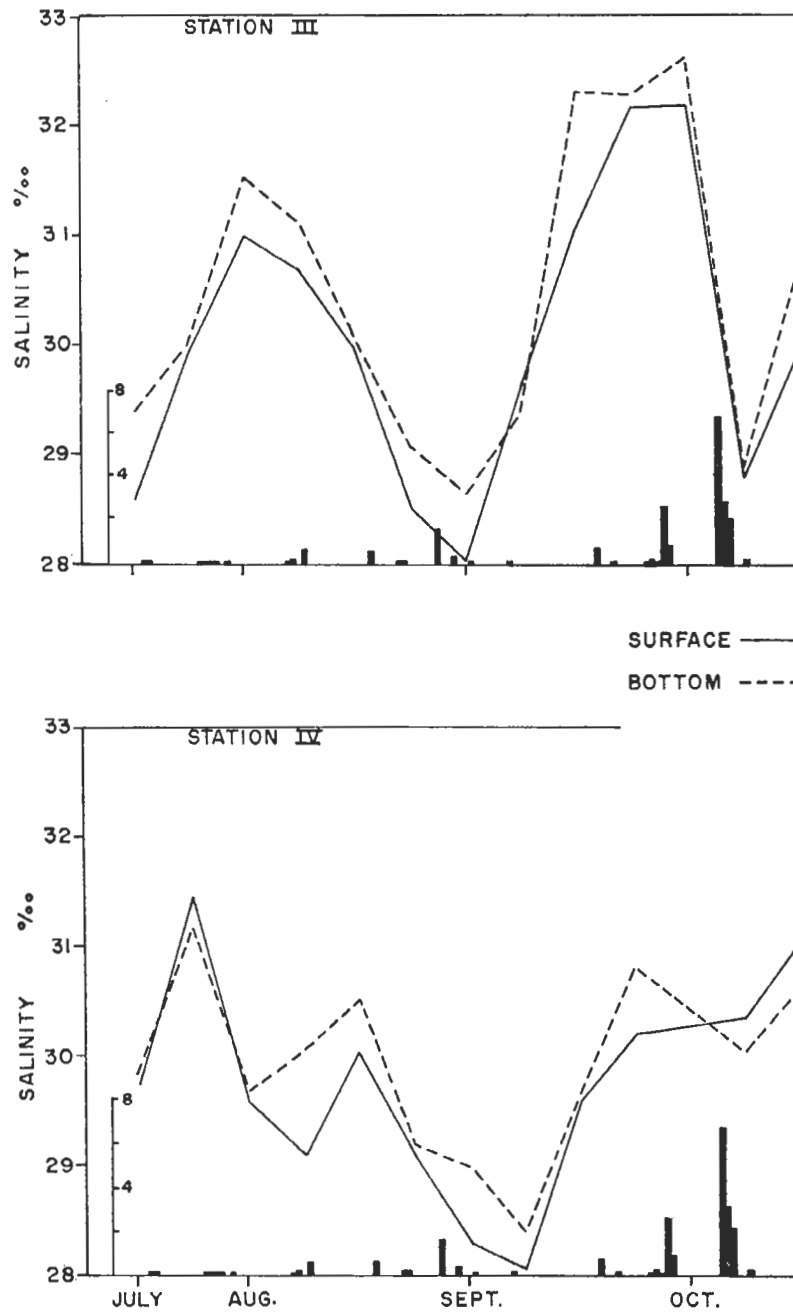 33
STATION III
32
31
30
29
28
SALINITY %oo
8
4
SURFACE
BOTTOM
33
STATION IV
32
31
30
29
28
SALINITY %oo
8
4
JULY AUG. SEPT. OCT.